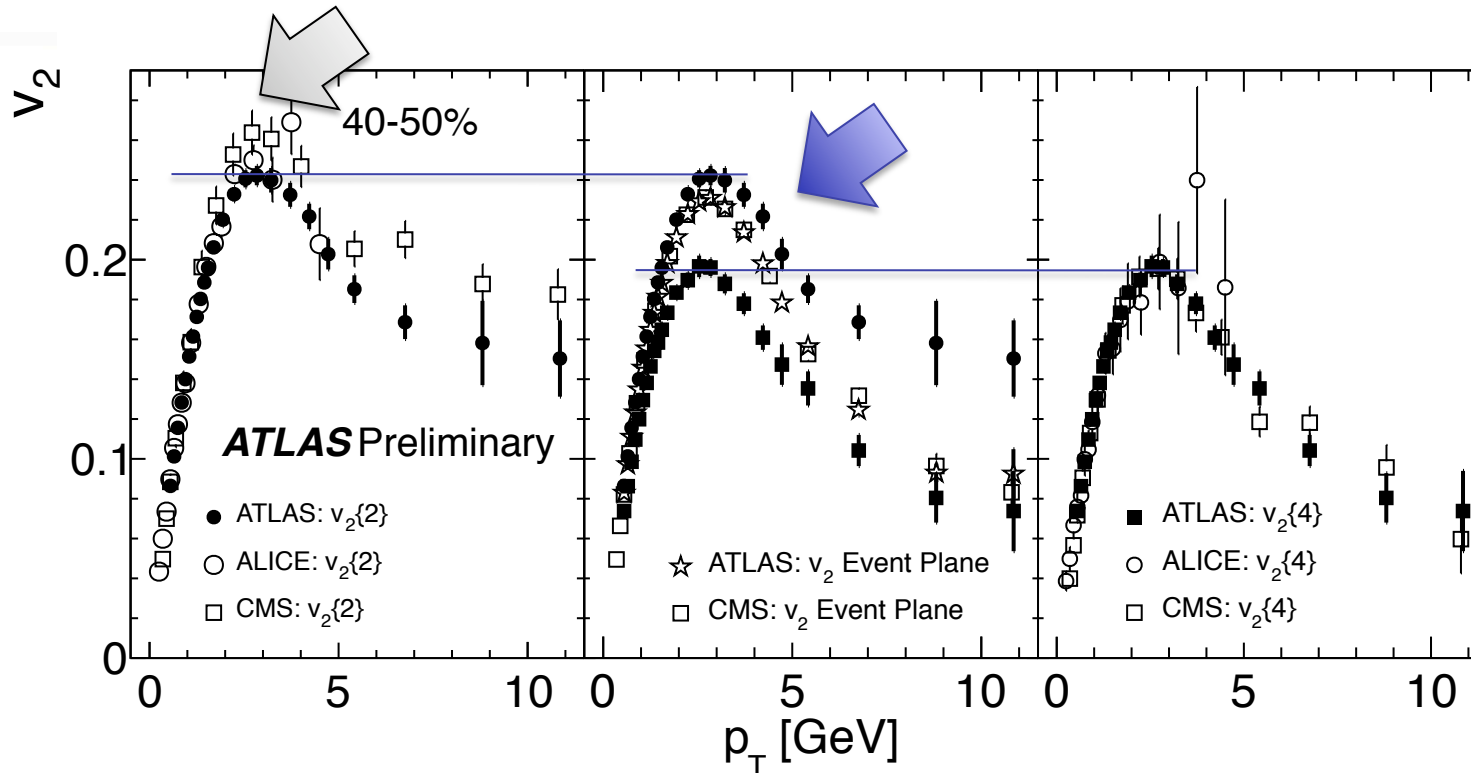 v2
40-50%
0.2
0.1
0
ATLAS Preliminary
ATLAS: v2{2}
ALICE: v2{2}
CMS: v2{2}
ATLAS: v2 Event Plane
CMS: v2 Event Plane
ATLAS: v2{4}
ALICE: v2{4}
CMS: v2{4}
0 5 10 0 5 10 0 5 10
pT [GeV]